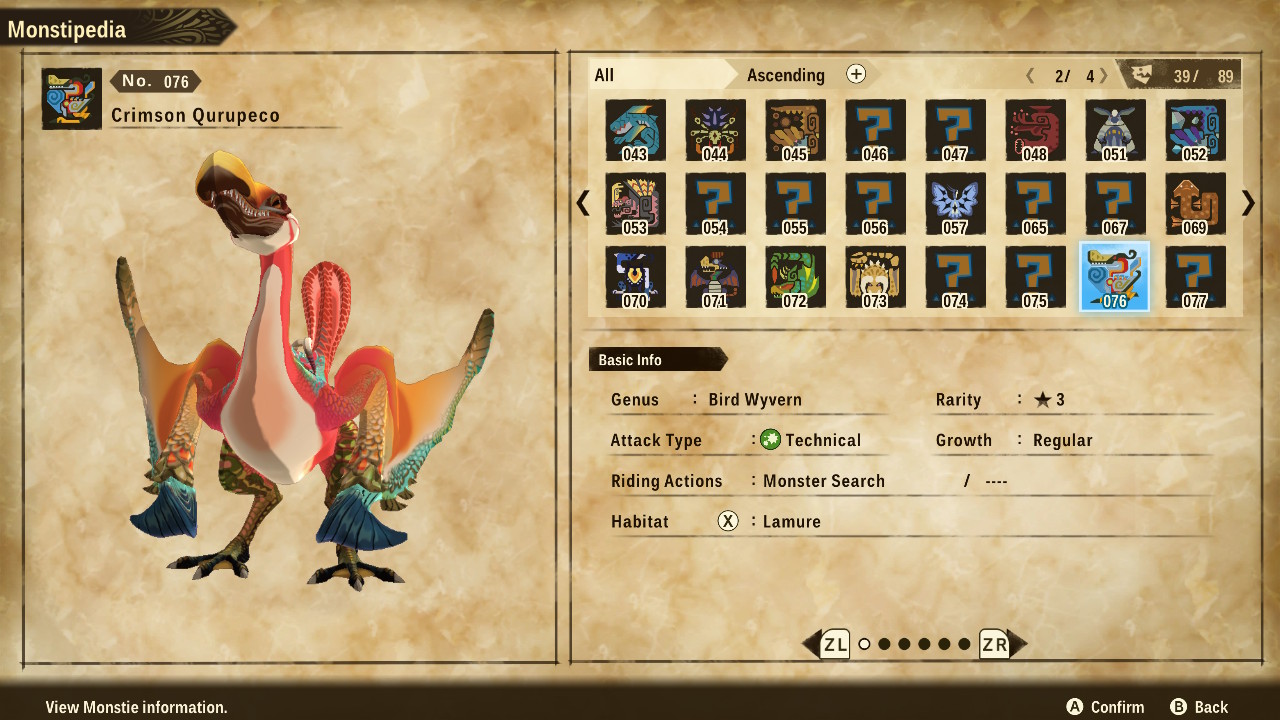 Monstipedia
No. 076
Crimson Qurupeco
All
Ascending
2/ 4
39/ 89
043 044 045 046 047 048 051 052
053 054 055 056 057 065 067 069
070 071 072 073 074 075 076 077
Basic Info
Genus : Bird Wyvern
Rarity : ★ 3
Attack Type : Technical
Growth : Regular
Riding Actions : Monster Search / ----
Habitat X : Lamure
ZL ZR
View Monstie information.
A Confirm B Back